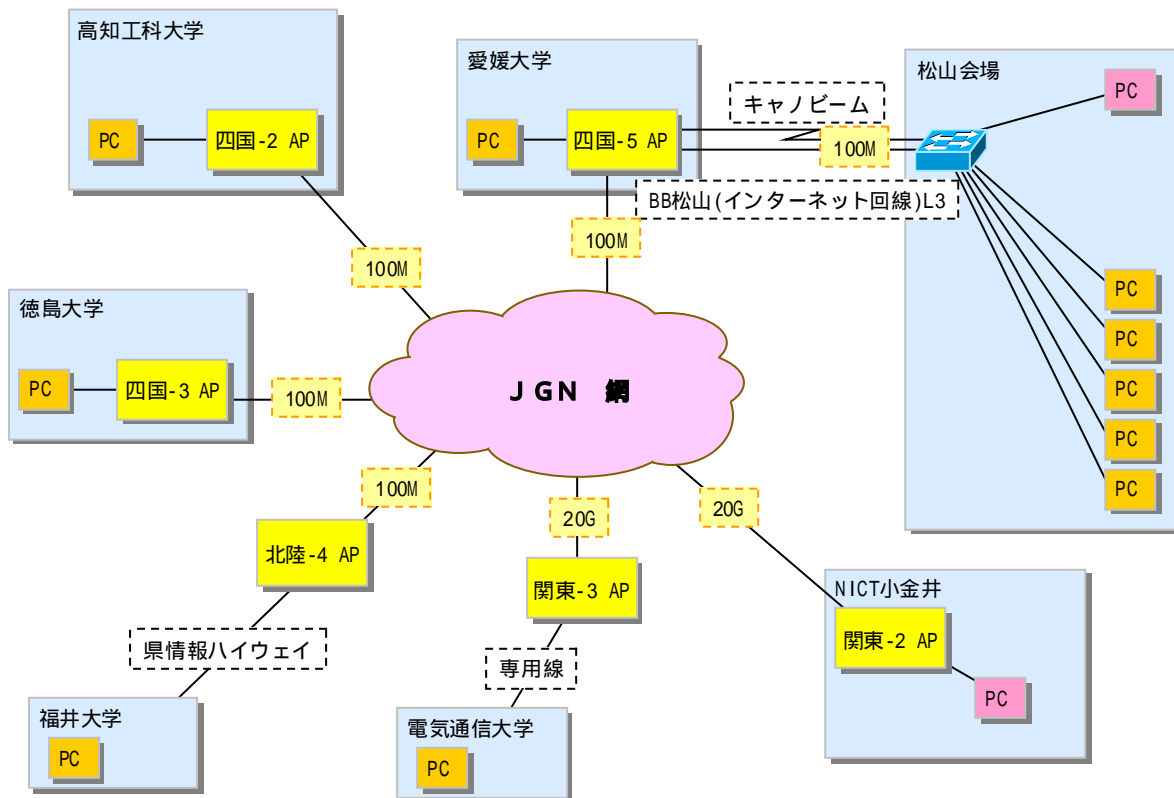 高知工科大学
PC
四国-2 AP
100M
愛媛大学
PC
四国-5 AP
100M
キャノビーム
100M
BB松山(インターネット回線)L3
松山会場
PC
PC
PC
PC
PC
PC
徳島大学
PC
四国-3 AP
100M
JGN 網
100M
北陸-4 AP
県情報ハイウェイ
福井大学
PC
20G
関東-3 AP
専用線
電気通信大学
PC
20G
NICT小金井
関東-2 AP
PC